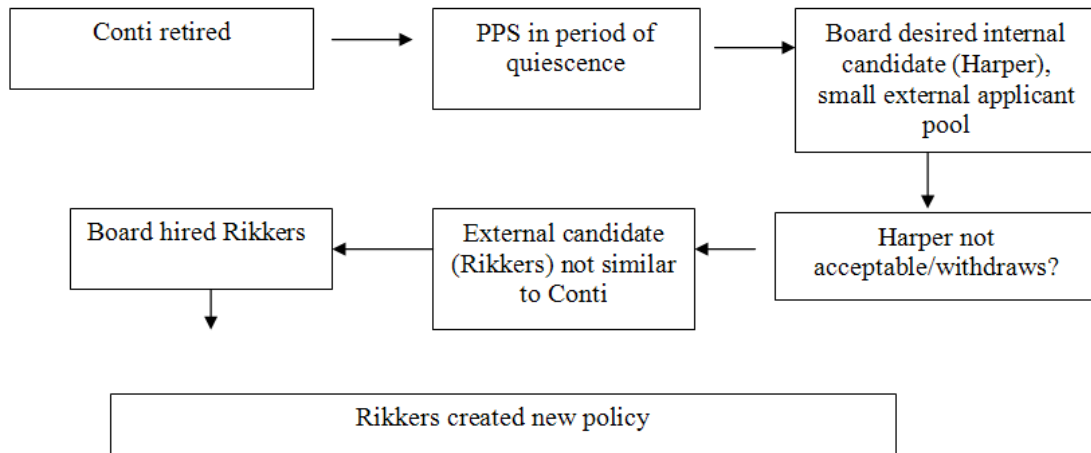 Conti retired
PPS in period of
quiescence
Board desired internal
candidate (Harper),
small external applicant
pool
Harper not
acceptable/withdraws?
External candidate
(Rikkers) not similar
to Conti
Board hired Rikkers
Rikkers created new policy